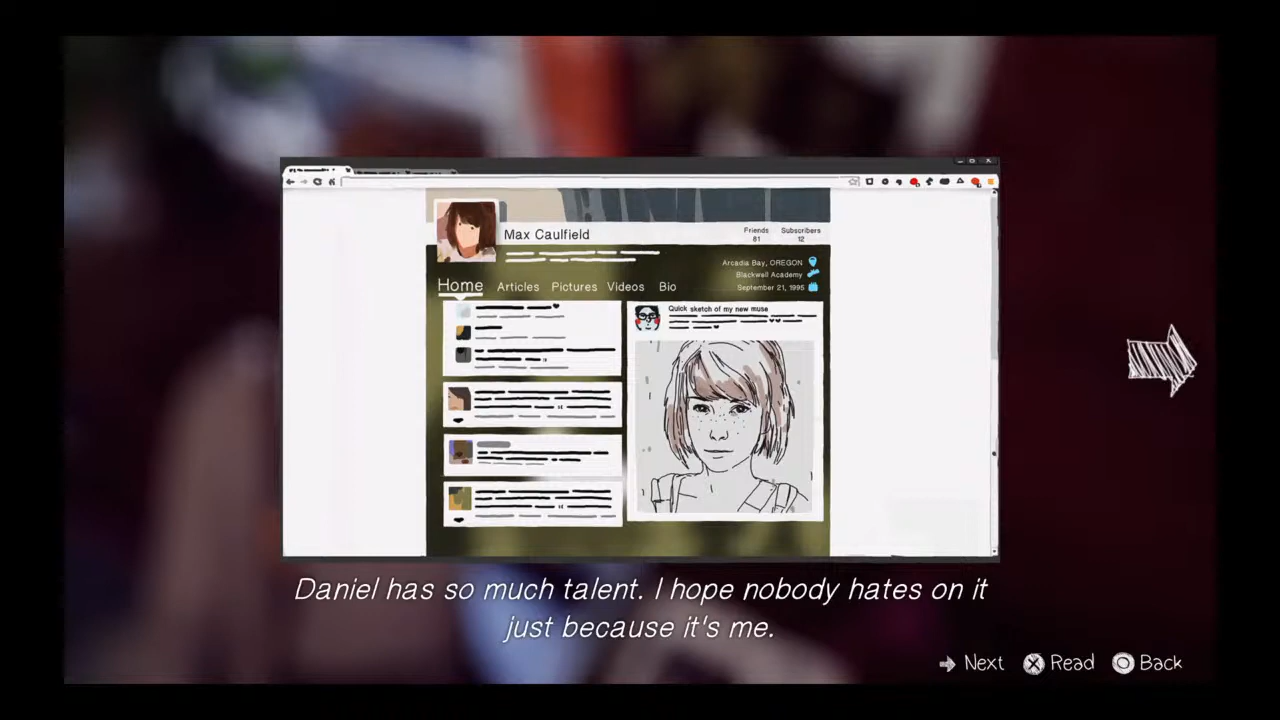 Max Caulfield
Friends
81
Subscribers
12
Arcadia Bay, OREGON
Blackwell Academy
September 21, 1995
Home Articles Pictures Videos Bio
Quick sketch of my new muse
Daniel has so much talent. I hope nobody hates on it
just because it's me.
Next Read Back